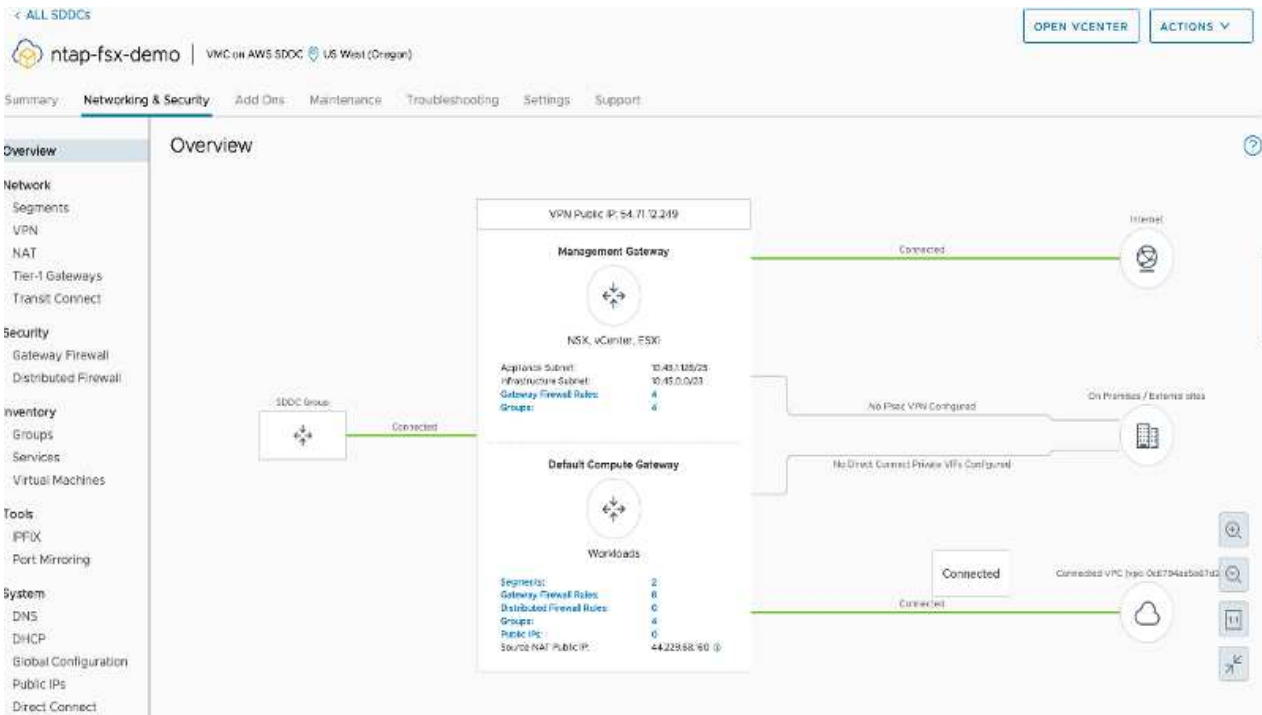 < ALL SDDCs
OPEN VCENTER
ACTIONS
ntap-fsx-demo
VMC on AWS SDDC
US West (Oregon)
Summary
Networking & Security
Add Ons
Maintenance
Troubleshooting
Settings
Support
Overview
Network
Segments
VPN
NAT
Tier-1 Gateways
Transit Connect
Security
Gateway Firewall
Distributed Firewall
Inventory
Groups
Services
Virtual Machines
Tools
IPFIX
Port Mirroring
System
DNS
DHCP
Global Configuration
Public IPs
Direct Connect
Overview
VPN Public IP: 54.71.12.249
Management Gateway
NSX, vCenter, ESXi
Appliance Subnet:
Infrastructure Subnet:
Gateway Firewall Rules: 4
Groups: 4
SDDC Group
Connected
Default Compute Gateway
Workloads
Segments: 2
Gateway Firewall Rules:
Distributed Firewall Rules: 0
Groups: 4
Public IPs: 0
Source NAT Public IP:
Internet
Connected
On Premises / External sites
No IPsec VPN Configured
No Direct Connect Private VIFs Configured
Connected
Connected VPC
Connected
1:1